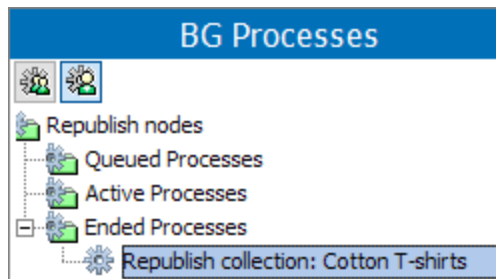 BG Processes
Republish nodes
Queued Processes
Active Processes
Ended Processes
Republish collection: Cotton T-shirts